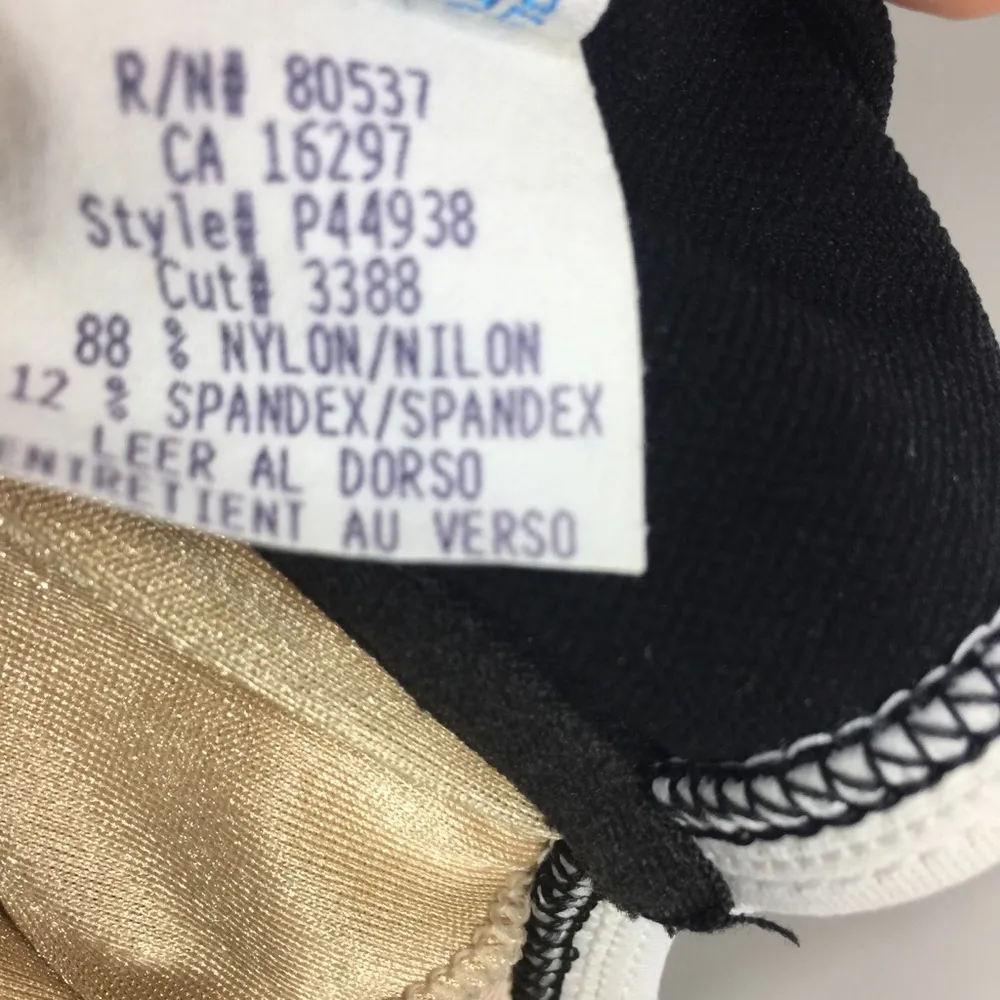 R/N# 80537
CA 16297
Style# P44938
Cut# 3388
88 % NYLON/NILON
12 % SPANDEX/SPANDEX
LEER AL DORSO
ENTRETIENT AU VERSO